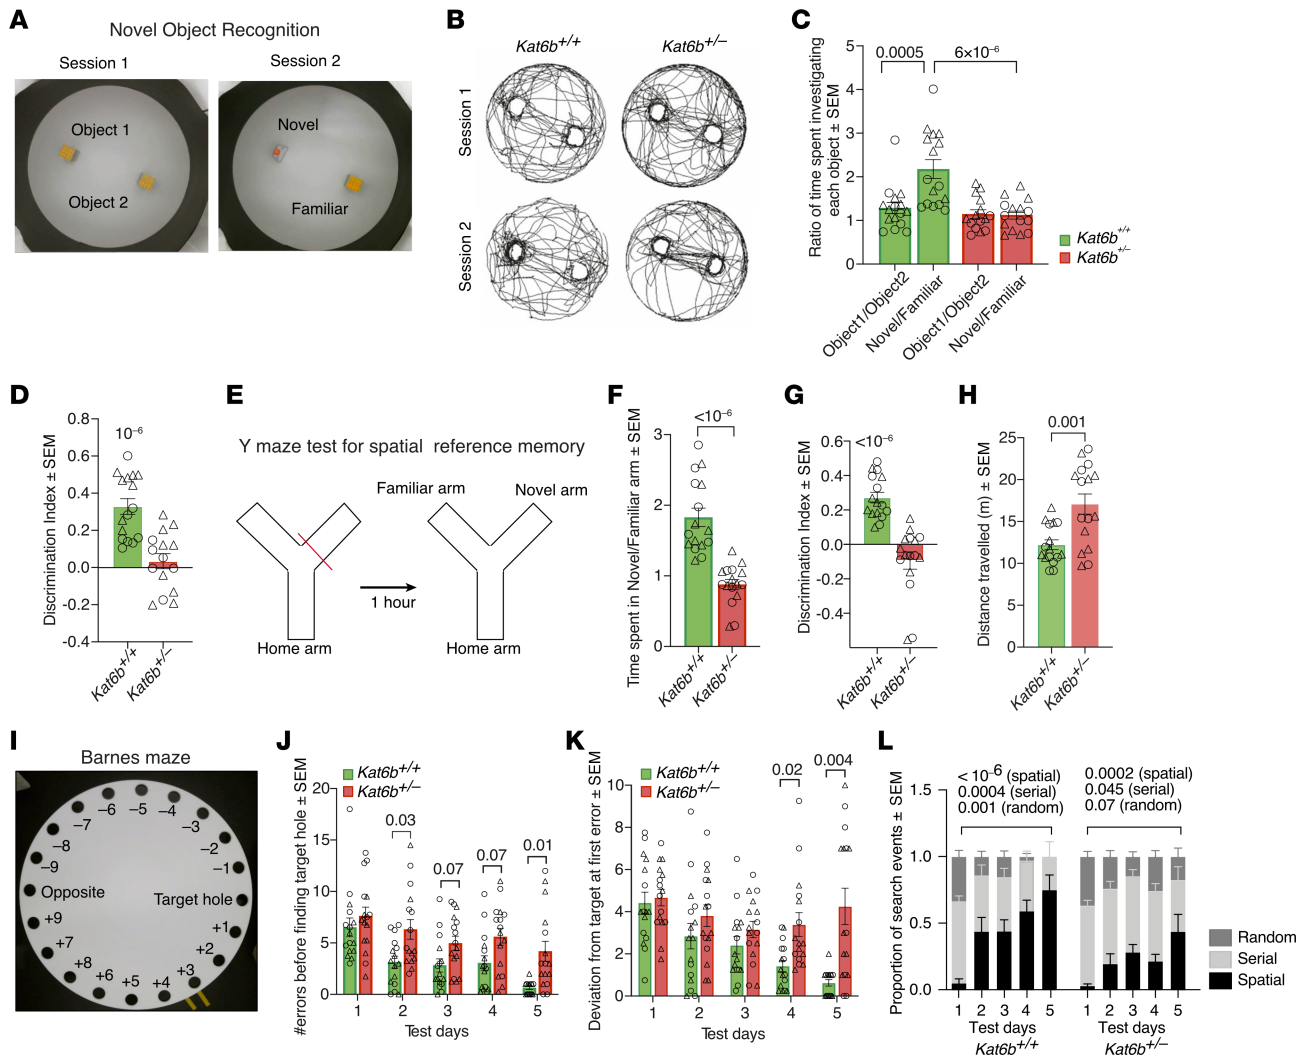 A
Novel Object Recognition
Session 1
Session 2
Object 1
Object 2
Novel
Familiar
B
Kat6b+/+
Kat6b+/–
Session 1
Session 2
C
Ratio of time spent investigating
each object ± SEM
5
4
3
2
1
0
0.0005
6×10–6
Object1/Object2
Novel/Familiar
Object1/Object2
Novel/Familiar
Kat6b+/+
Kat6b+/–
D
Discrimination Index ± SEM
0.8
0.6
0.4
0.2
0.0
-0.2
-0.4
10–6
Kat6b+/+
Kat6b+/–
E
Y maze test for spatial reference memory
Familiar arm
Novel arm
1 hour
Home arm
Home arm
F
Time spent in Novel/Familiar arm ± SEM
3
2
1
0
<10–6
Kat6b+/+
Kat6b+/–
G
Discrimination Index ± SEM
0.6
0.4
0.2
0.0
-0.2
-0.4
<10–6
Kat6b+/+
Kat6b+/–
H
Distance travelled (m) ± SEM
25
20
15
10
5
0
0.001
Kat6b+/+
Kat6b+/–
I
Barnes maze
–9
–8
–7
–6
–5
–4
–3
–2
–1
Opposite
Target hole
+9
+7
+8
+6
+5
+4
+3
+2
+1
J
#errors before finding target hole ± SEM
Kat6b+/+
Kat6b+/–
20
15
10
5
0
0.03
0.07
0.07
0.01
1 2 3 4 5
Test days
K
Deviation from target at first error ± SEM
Kat6b+/+
Kat6b+/–
10
8
6
4
2
0
0.02
0.004
1 2 3 4 5
Test days
L
Proportion of search events ± SEM
1.5
1.0
0.5
0.0
< 10–6 (spatial)
0.0004 (serial)
0.001 (random)
0.0002 (spatial)
0.045 (serial)
0.07 (random)
1 2 3 4 5
Test days
Kat6b+/+
1 2 3 4 5
Test days
Kat6b+/–
Random
Serial
Spatial